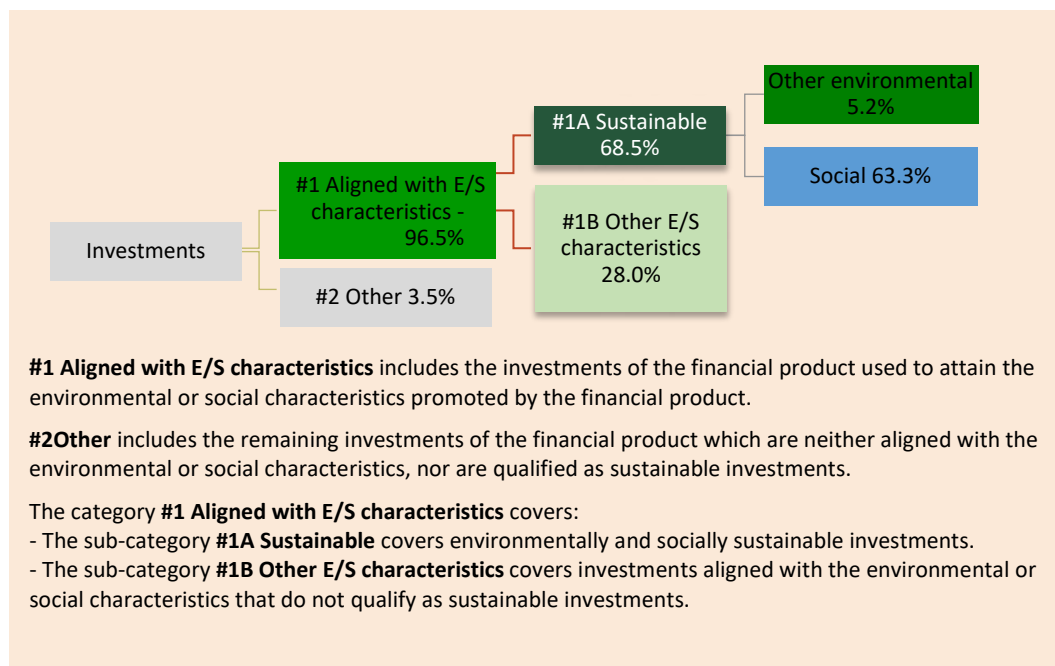 Other environmental
5.2%
#1A Sustainable
68.5%
Social 63.3%
#1 Aligned with E/S
characteristics -
96.5%
#1B Other E/S
characteristics
28.0%
Investments
#2 Other 3.5%
#1 Aligned with E/S characteristics includes the investments of the financial product used to attain the
environmental or social characteristics promoted by the financial product.
#2Other includes the remaining investments of the financial product which are neither aligned with the
environmental or social characteristics, nor are qualified as sustainable investments.
The category #1 Aligned with E/S characteristics covers:
- The sub-category #1A Sustainable covers environmentally and socially sustainable investments.
- The sub-category #1B Other E/S characteristics covers investments aligned with the environmental or
social characteristics that do not qualify as sustainable investments.